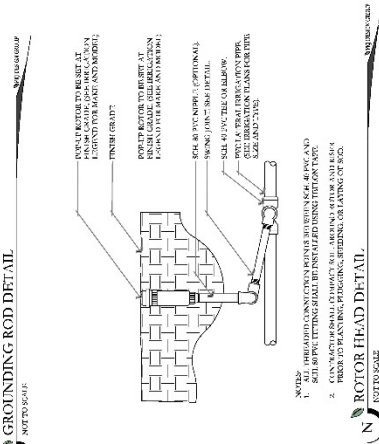 GROUNDING ROD DETAIL
NOT TO SCALE
POP-UP ROTOR TO BE SET AT
FINISH GRADE. (SEE IRRIGATION
LEGEND FOR MAKE AND MODEL)
FINISH GRADE
POP-UP ROTOR TO BE SET AT
FINISH GRADE. (SEE IRRIGATION
LEGEND FOR MAKE AND MODEL)
SCH. 80 PVC NIPPLE (OPTIONAL).
SWING JOINT. SEE DETAIL.
SCH. 40 PVC TEE OR ELBOW.
PVC LATERAL IRRIGATION PIPE.
(SEE IRRIGATION PLANS FOR PIPE
SIZE AND TYPE).
NOTES:
1. ALL THREADED CONNECTION POINTS BETWEEN SCH. 40 PVC AND
SCH. 80 PVC FITTING SHALL BE INSTALLED USING TEFLON TAPE.
2. CONTRACTOR SHALL COMPACT SOIL AROUND ROTOR AND RISER
PRIOR TO PLANTING, PLUGGING, SEEDING, OR LAYING OF SOD.
N
ROTOR HEAD DETAIL
NOT TO SCALE